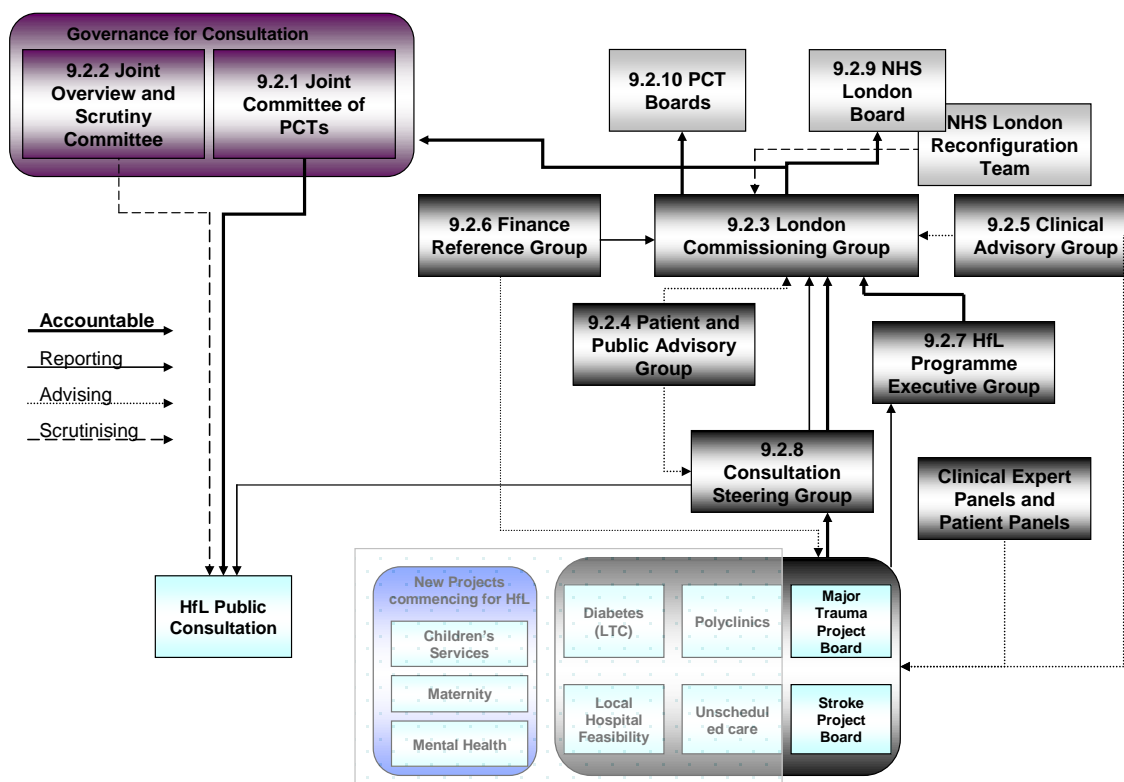 Governance for Consultation
9.2.2 Joint
Overview and
Scrutiny
Committee
9.2.1 Joint
Committee of
PCTs
9.2.10 PCT
Boards
9.2.9 NHS
London
Board
NHS London
Reconfiguration
Team
9.2.6 Finance
Reference Group
9.2.3 London
Commissioning Group
9.2.5 Clinical
Advisory Group
Accountable
Reporting
Advising
Scrutinising
9.2.4 Patient and
Public Advisory
Group
9.2.7 HfL
Programme
Executive Group
9.2.8
Consultation
Steering Group
Clinical Expert
Panels and
Patient Panels
HfL Public
Consultation
New Projects
commencing for HfL
Children's
Services
Maternity
Mental Health
Diabetes
(LTC)
Polyclinics
Major
Trauma
Project
Board
Local
Hospital
Feasibility
Unschedul
ed care
Stroke
Project
Board